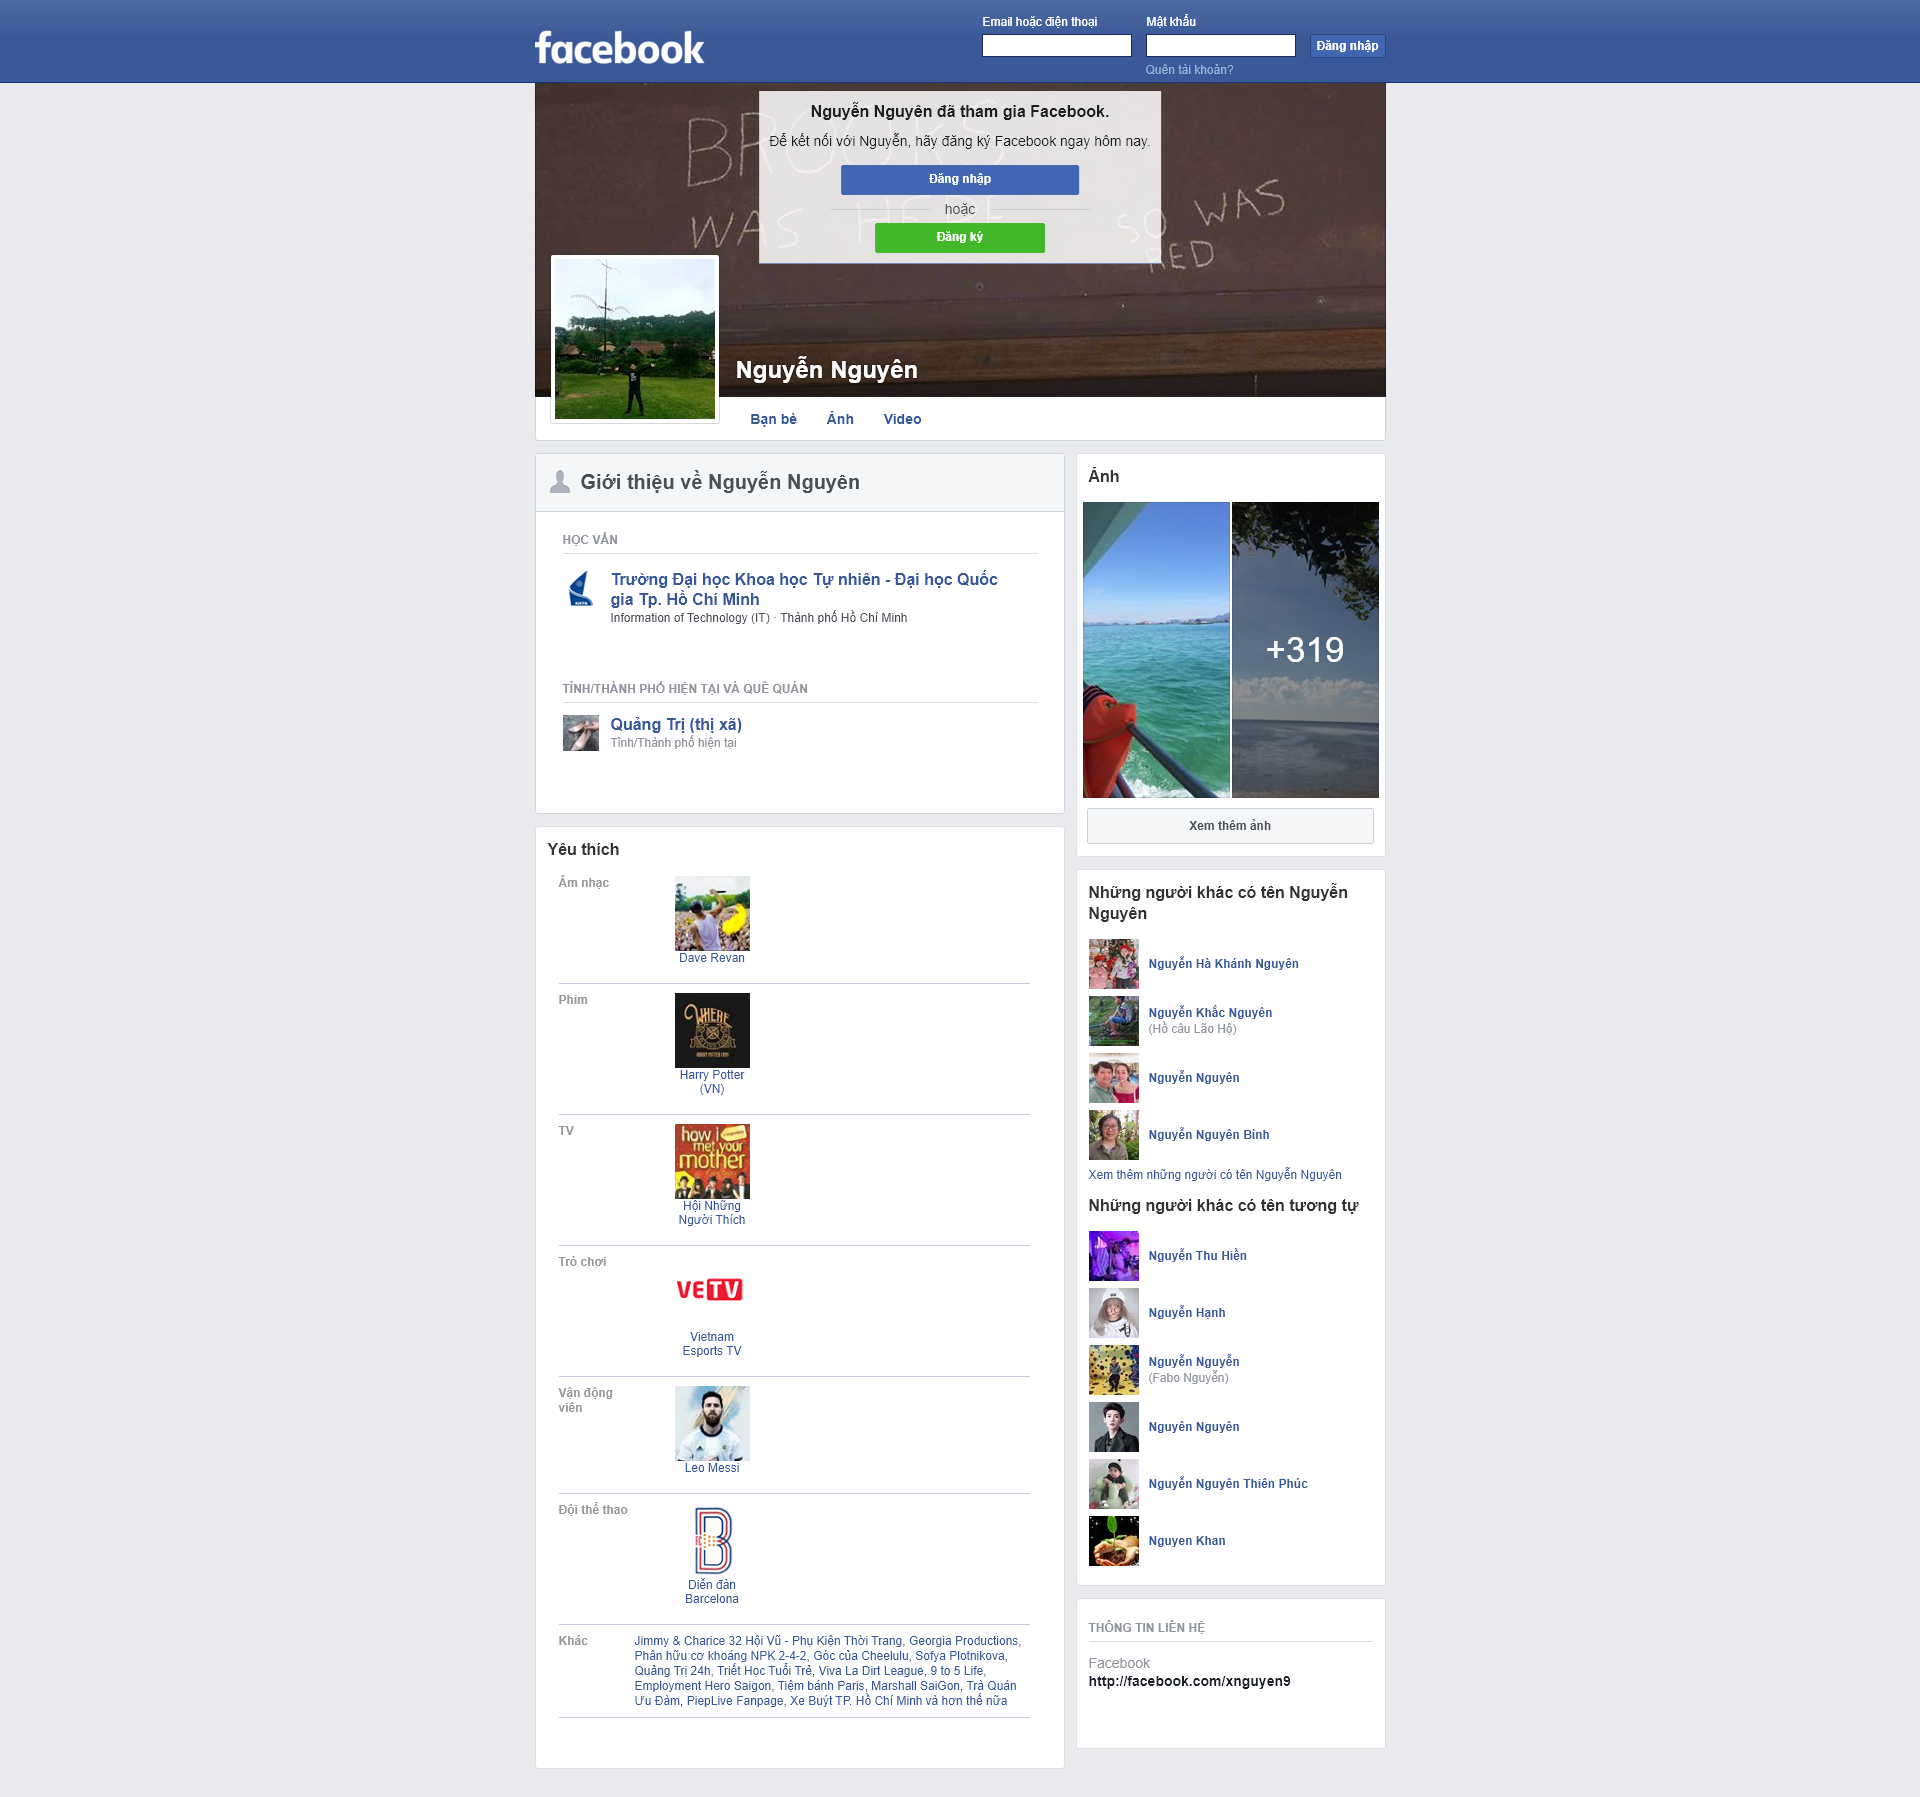 facebook
Email hoặc điện thoại
Mật khẩu
Đăng nhập
Quên tài khoản?
BROOKS
WAS HERE
SO WAS
RED
Nguyễn Nguyên đã tham gia Facebook.
Để kết nối với Nguyễn, hãy đăng ký Facebook ngay hôm nay.
Đăng nhập
hoặc
Đăng ký
Nguyễn Nguyên
Bạn bè
Ảnh
Video
Giới thiệu về Nguyễn Nguyên
HỌC VẤN
Trường Đại học Khoa học Tự nhiên - Đại học Quốc
gia Tp. Hồ Chí Minh
Information of Technology (IT) · Thành phố Hồ Chí Minh
TỈNH/THÀNH PHỐ HIỆN TẠI VÀ QUÊ QUÁN
Quảng Trị (thị xã)
Tỉnh/Thành phố hiện tại
Yêu thích
Âm nhạc
Dave Revan
Phim
WHERE
Harry Potter
(VN)
TV
how i
met your
mother
Hội Những
Người Thích
Trò chơi
VETV
Vietnam
Esports TV
Vận động
viên
Leo Messi
Đội thể thao
Diễn đàn
Barcelona
Khác
Jimmy & Charice 32 Hội Vũ - Phụ Kiện Thời Trang, Georgia Productions,
Phân hữu cơ khoáng NPK 2-4-2, Góc của Cheelulu, Sofya Plotnikova,
Quảng Trị 24h, Triết Học Tuổi Trẻ, Viva La Dirt League, 9 to 5 Life,
Employment Hero Saigon, Tiệm bánh Paris, Marshall SaiGon, Trà Quán
Ưu Đàm, PiepLive Fanpage, Xe Buýt TP. Hồ Chí Minh và hơn thế nữa
Ảnh
+319
Xem thêm ảnh
Những người khác có tên Nguyễn
Nguyên
Nguyễn Hà Khánh Nguyên
Nguyễn Khắc Nguyên
(Hồ câu Lão Hộ)
Nguyễn Nguyên
Nguyễn Nguyên Bình
Xem thêm những người có tên Nguyễn Nguyên
Những người khác có tên tương tự
Nguyễn Thu Hiền
Nguyễn Hạnh
Nguyễn Nguyễn
(Fabo Nguyễn)
Nguyên Nguyên
Nguyễn Nguyên Thiên Phúc
Nguyen Khan
THÔNG TIN LIÊN HỆ
Facebook
http://facebook.com/xnguyen9